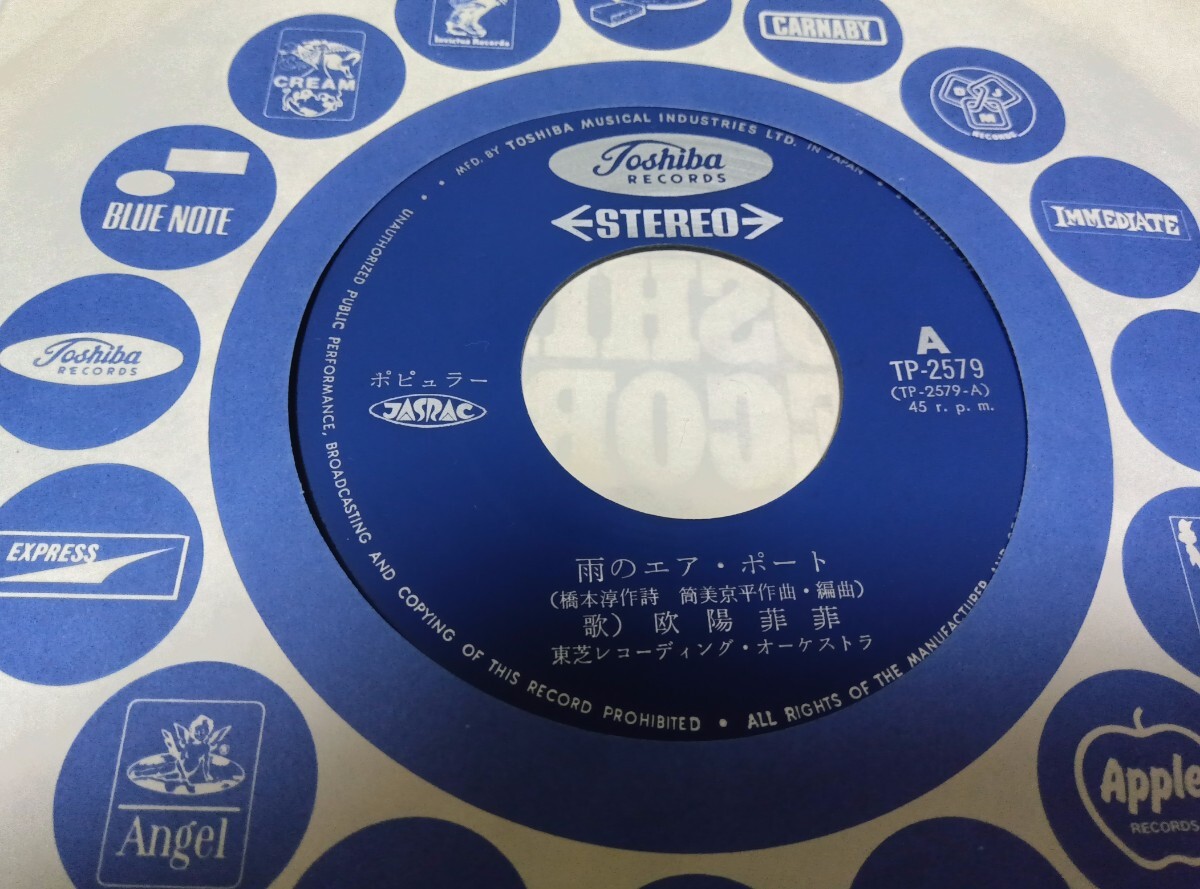 CREAM
Invictus Records
CARNABY
RECORDS
BLUE NOTE
IMMEDIATE
Toshiba
RECORDS
EXPRESS
Angel
Apple
RECORDS
MFD. BY TOSHIBA MUSICAL INDUSTRIES LTD. IN JAPAN
Toshiba
RECORDS
STEREO
A
TP-2579
(TP-2579-A)
45 r. p. m.
ポピュラー
JASRAC
雨のエア・ポート
(橋本淳作詩 筒美京平作曲・編曲)
歌) 欧陽菲菲
東芝レコーディング・オーケストラ
UNAUTHORIZED PUBLIC PERFORMANCE, BROADCASTING AND COPYING OF THIS RECORD PROHIBITED • ALL RIGHTS OF THE MANUFACTURER AND